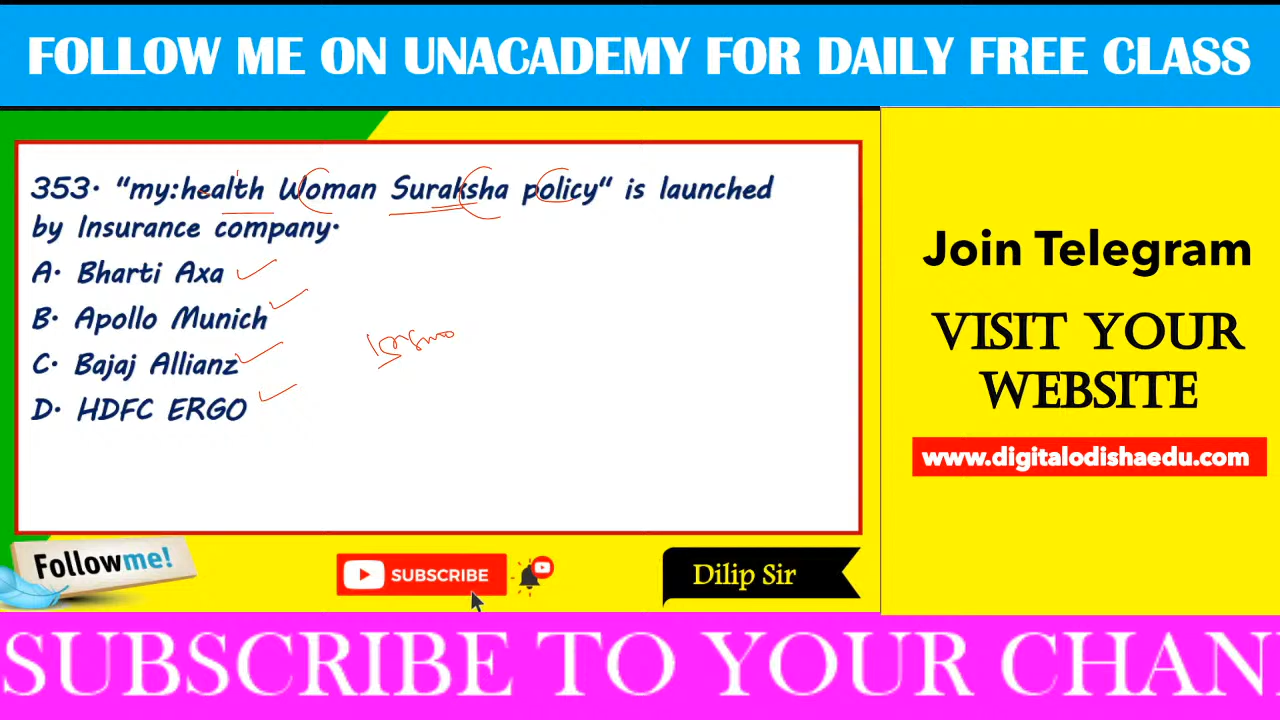 FOLLOW ME ON UNACADEMY FOR DAILY FREE CLASS
353. "my:health Woman Suraksha policy" is launched
by Insurance company.
A. Bharti Axa
B. Apollo Munich
C. Bajaj Allianz
D. HDFC ERGO
Join Telegram
VISIT YOUR
WEBSITE
www.digitalodishaedu.com
Followme!
SUBSCRIBE
Dilip Sir
SUBSCRIBE TO YOUR CHAN